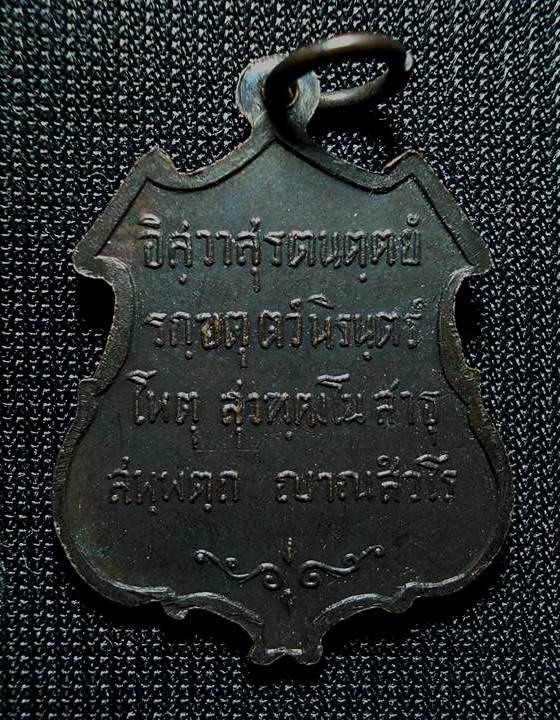 อิสฺวาสุรตนตฺตยํ
รกฺขตุ ตวํ นิรนฺตรํ
โหตุ สุวฑฺฒโน สาธุ
สพฺพตฺถ ญาณสํวโร